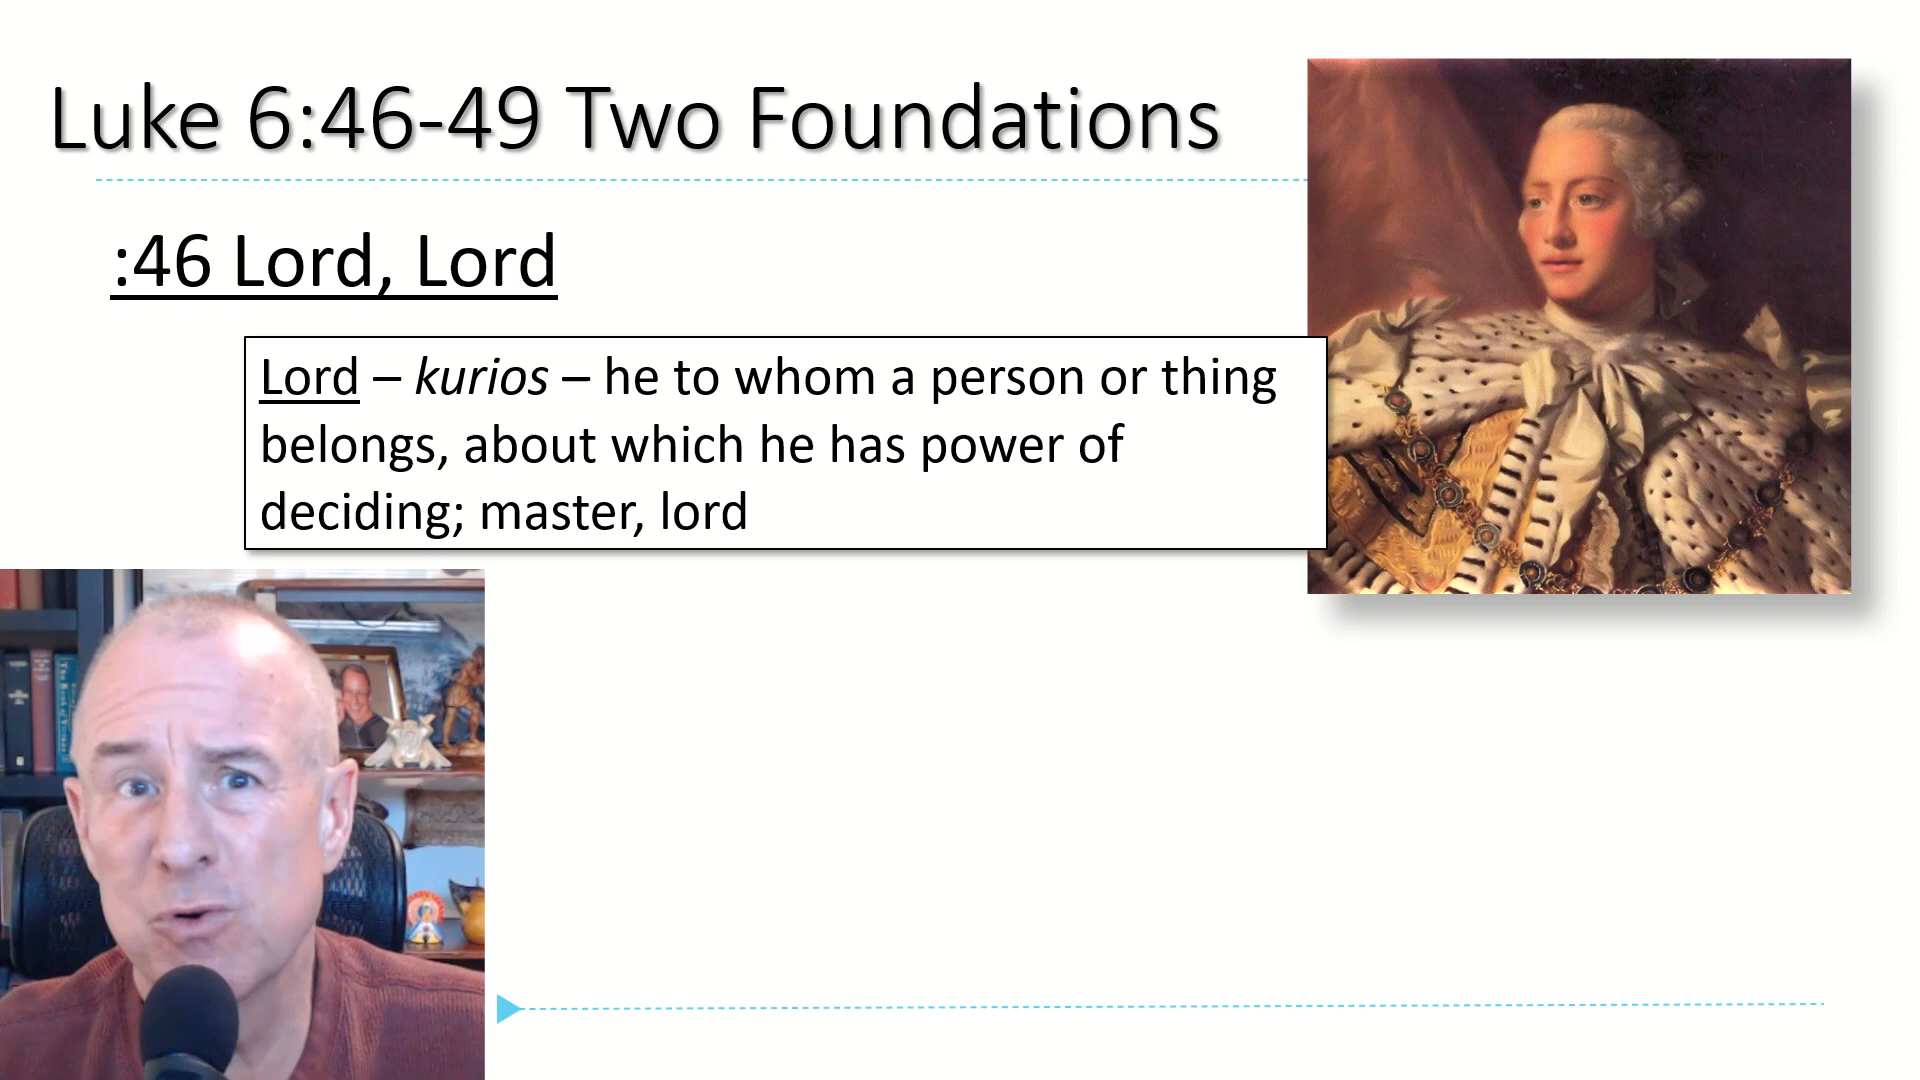 Luke 6:46-49 Two Foundations
:46 Lord, Lord
Lord – kurios – he to whom a person or thing
belongs, about which he has power of
deciding; master, lord